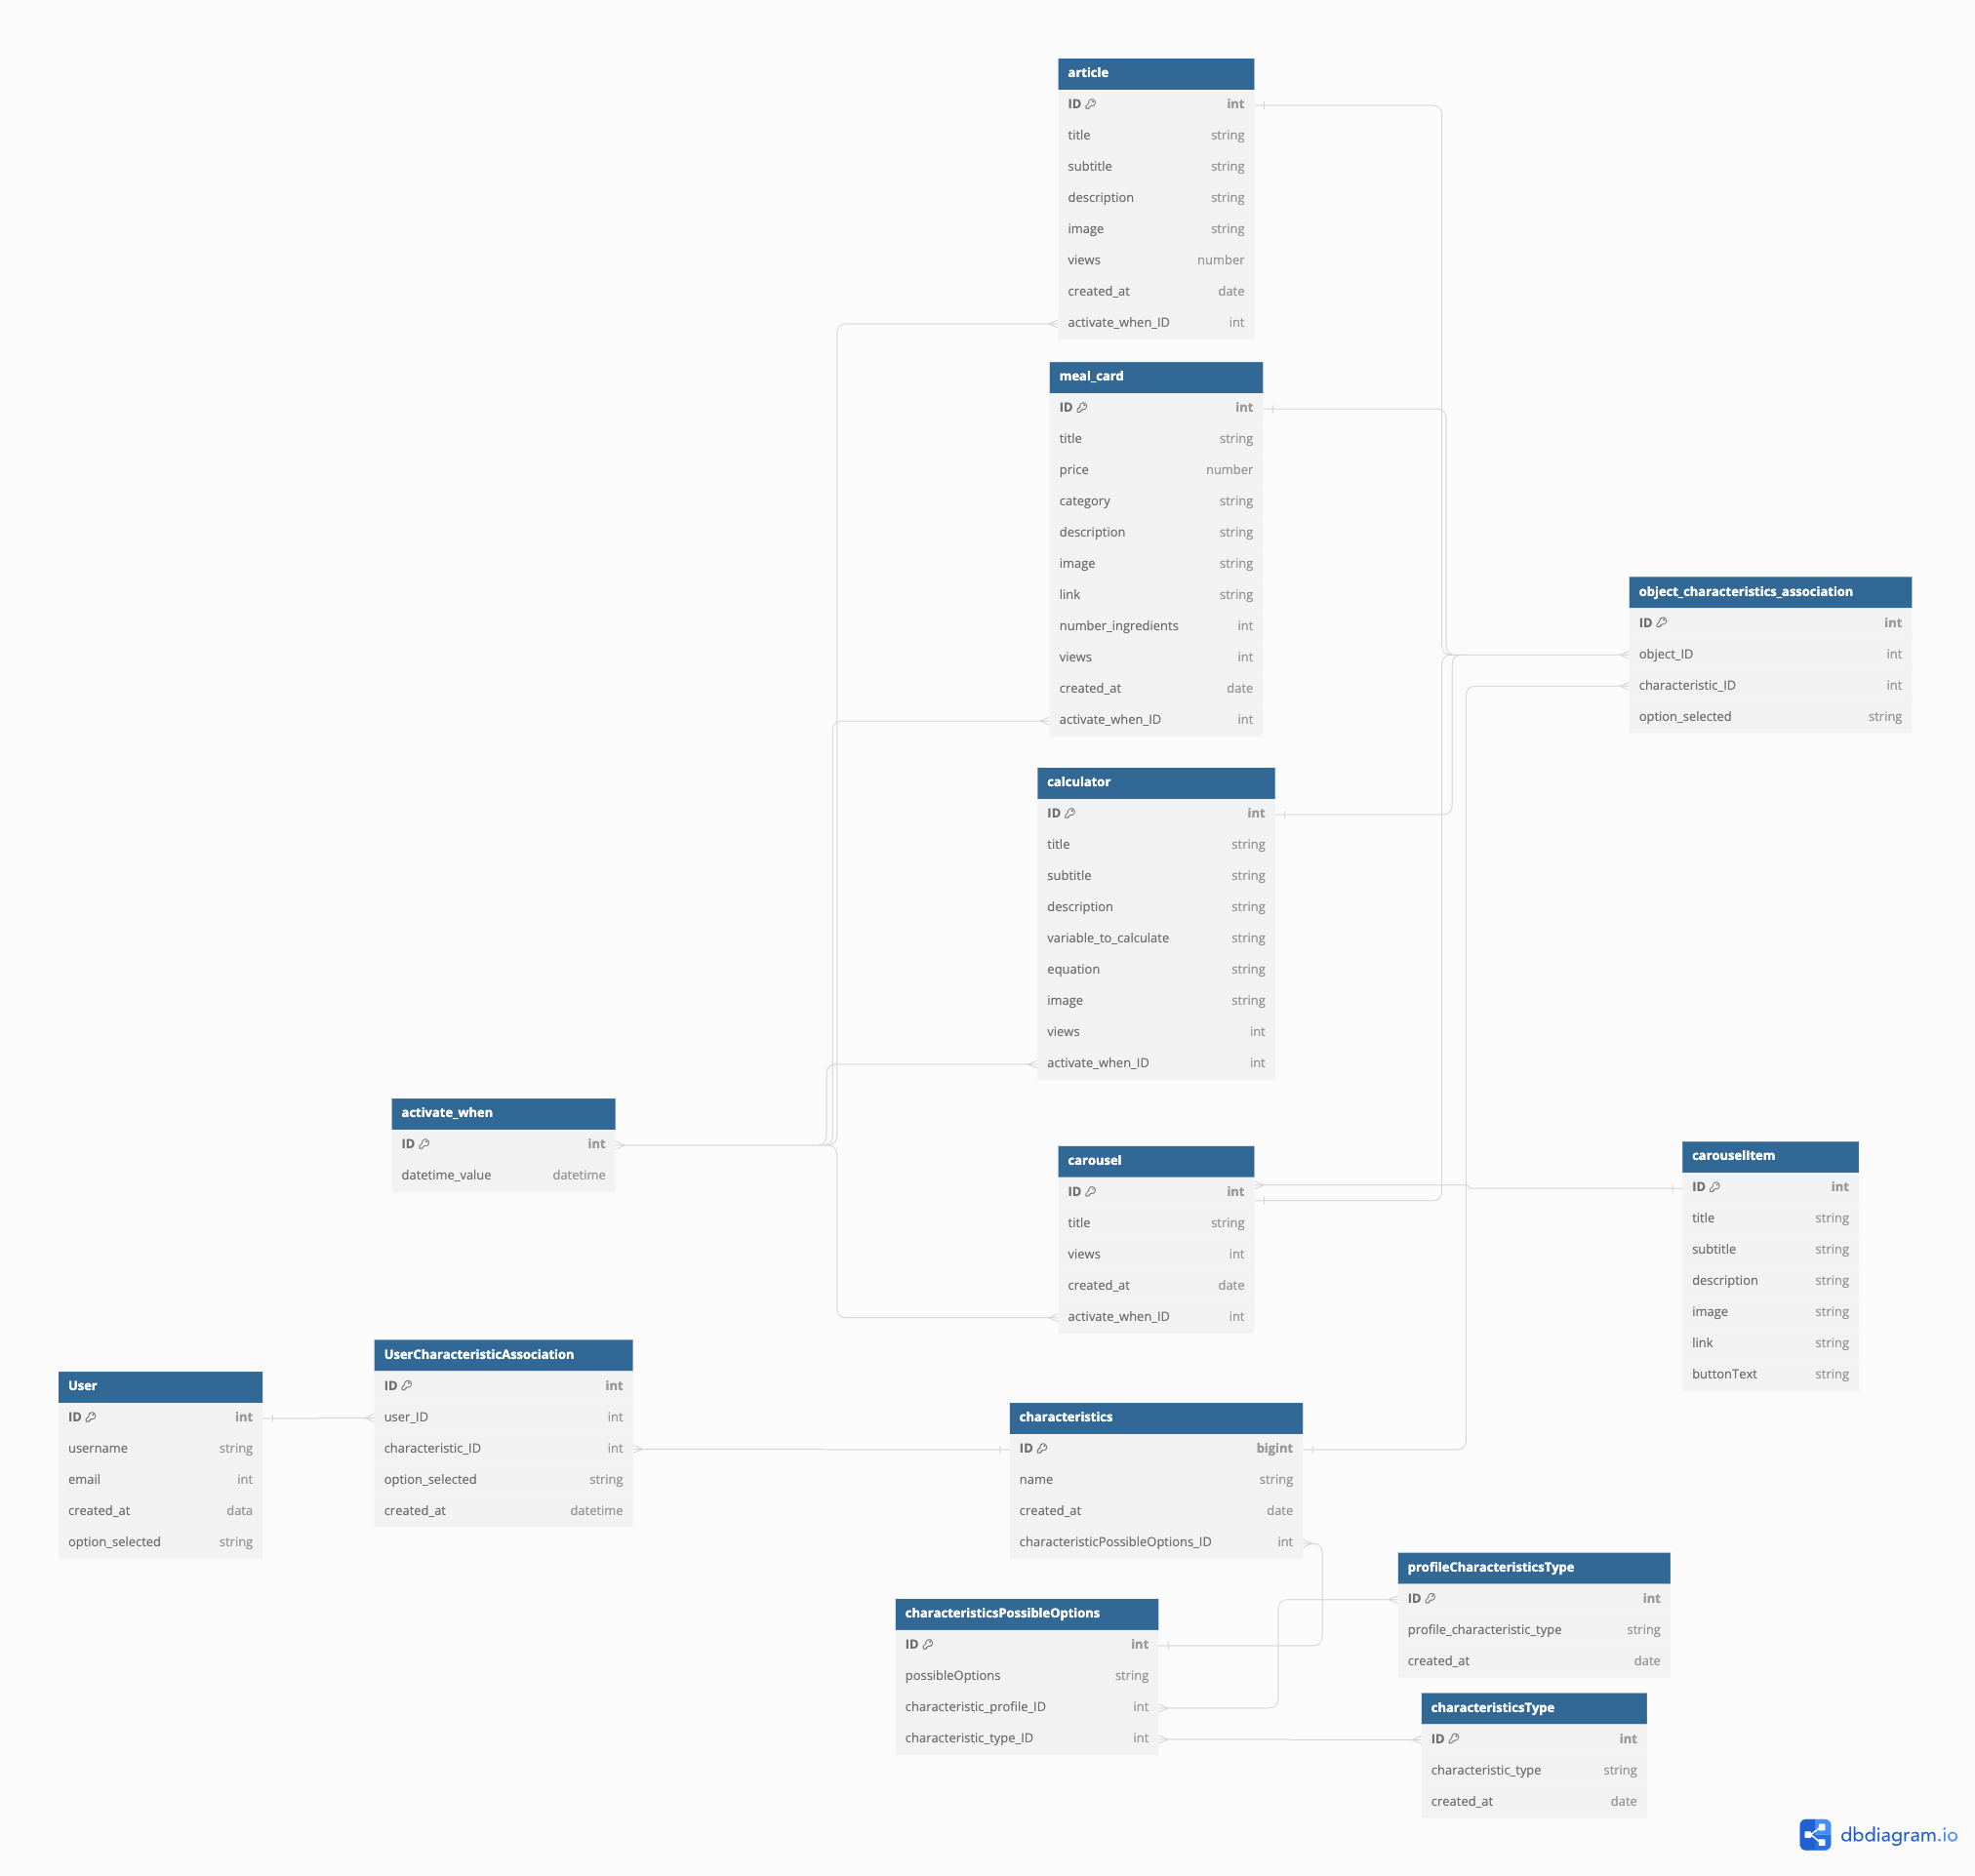 article
ID int
title string
subtitle string
description string
image string
views number
created_at date
activate_when_ID int
meal_card
ID int
title string
price number
category string
description string
image string
link string
number_ingredients int
views int
created_at date
activate_when_ID int
object_characteristics_association
ID int
object_ID int
characteristic_ID int
option_selected string
calculator
ID int
title string
subtitle string
description string
variable_to_calculate string
equation string
image string
views int
activate_when_ID int
activate_when
ID int
datetime_value datetime
carousel
ID int
title string
views int
created_at date
activate_when_ID int
carouselItem
ID int
title string
subtitle string
description string
image string
link string
buttonText string
User
ID int
username string
email int
created_at data
option_selected string
UserCharacteristicAssociation
ID int
user_ID int
characteristic_ID int
option_selected string
created_at datetime
characteristics
ID bigint
name string
created_at date
characteristicPossibleOptions_ID int
characteristicsPossibleOptions
ID int
possibleOptions string
characteristic_profile_ID int
characteristic_type_ID int
profileCharacteristicsType
ID int
profile_characteristic_type string
created_at date
characteristicsType
ID int
characteristic_type string
created_at date
dbdiagram.io